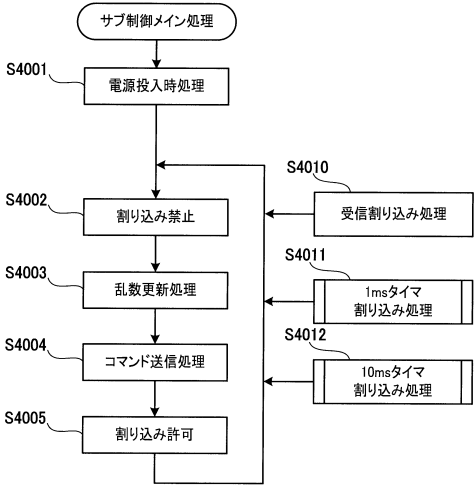 サブ制御メイン処理
S4001
電源投入時処理
S4002
割り込み禁止
S4003
乱数更新処理
S4004
コマンド送信処理
S4005
割り込み許可
S4010
受信割り込み処理
S4011
1msタイマ
割り込み処理
S4012
10msタイマ
割り込み処理